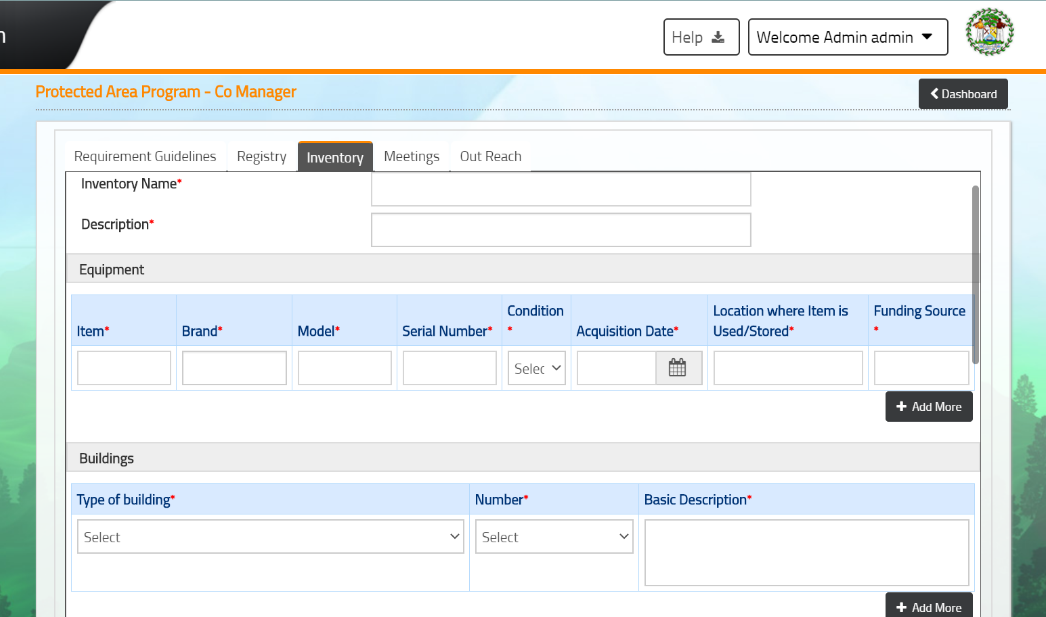 n
Help
Welcome Admin admin
Protected Area Program - Co Manager
Dashboard
Requirement Guidelines
Registry
Inventory
Meetings
Out Reach
Inventory Name*
Description*
Equipment
Item*
Brand*
Model*
Serial Number*
Condition
*
Acquisition Date*
Location where Item is
Used/Stored*
Funding Source
*
Selec
+ Add More
Buildings
Type of building*
Number*
Basic Description*
Select
Select
+ Add More